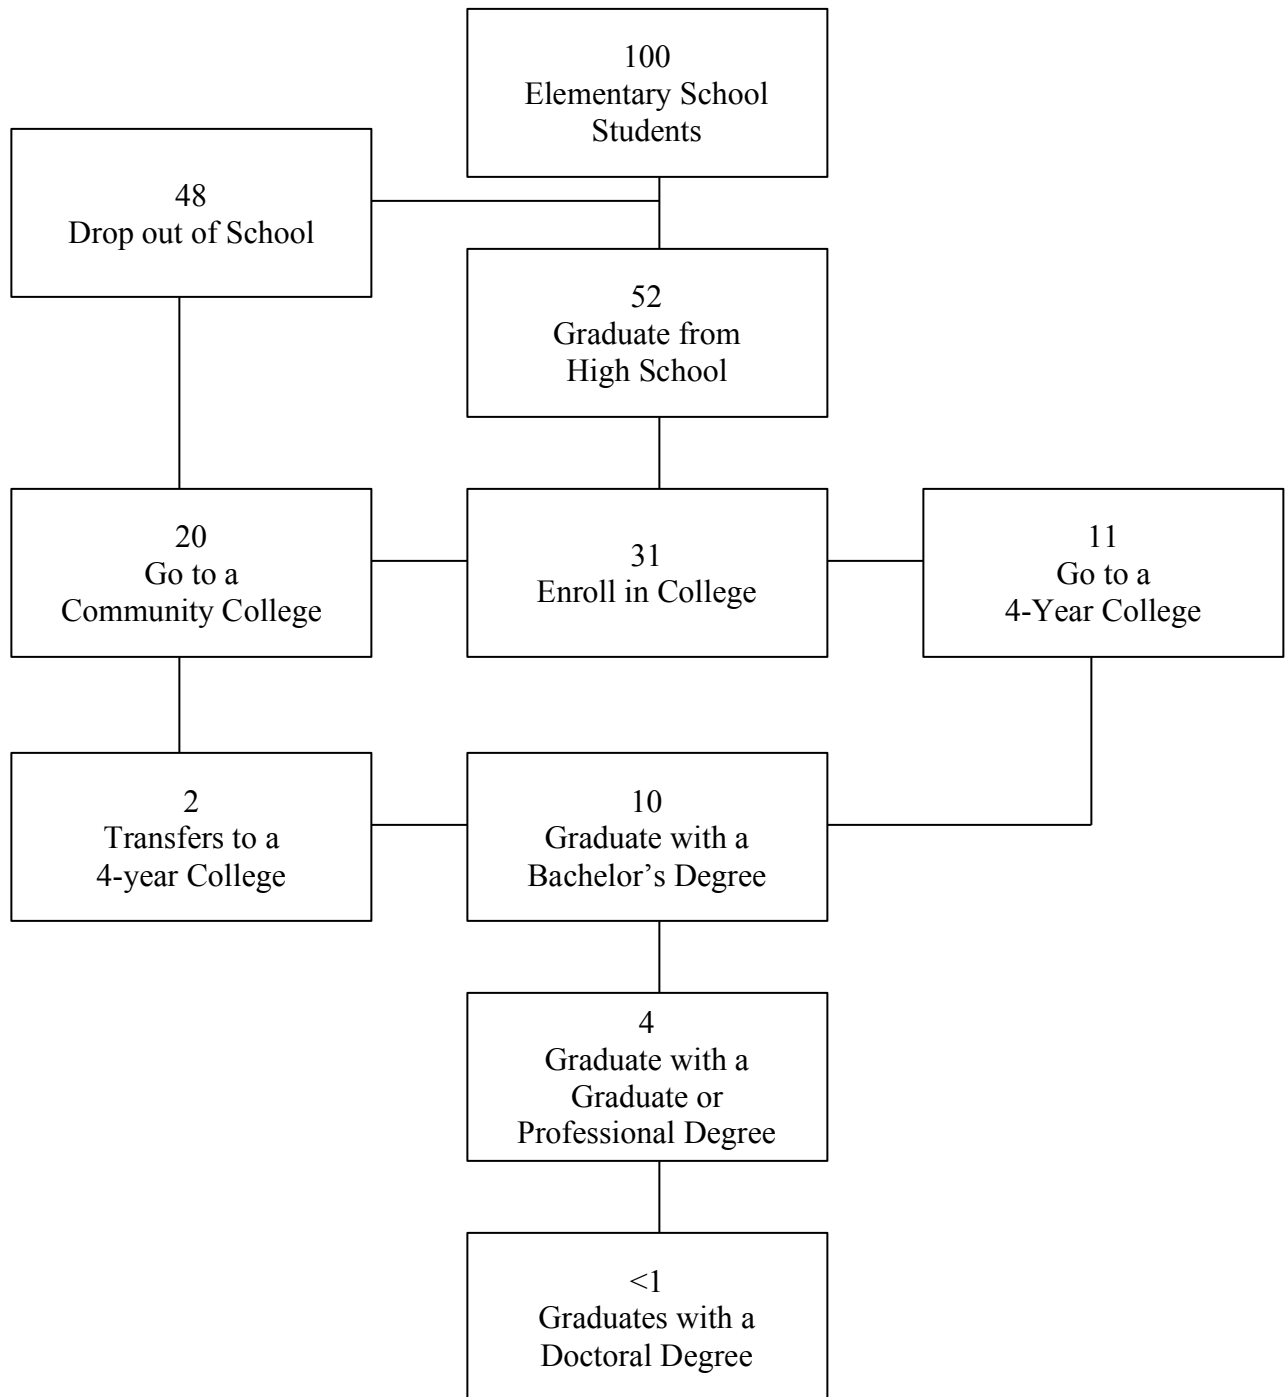 100
Elementary School
Students
48
Drop out of School
52
Graduate from
High School
20
Go to a
Community College
31
Enroll in College
11
Go to a
4-Year College
2
Transfers to a
4-year College
10
Graduate with a
Bachelor’s Degree
4
Graduate with a
Graduate or
Professional Degree
<1
Graduates with a
Doctoral Degree